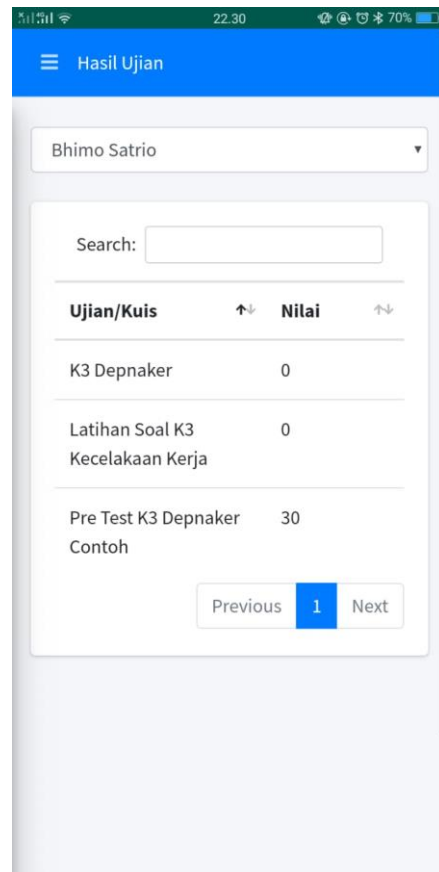 22.30
70%
Hasil Ujian
Bhimo Satrio
Search:
Ujian/Kuis Nilai
K3 Depnaker 0
Latihan Soal K3 0
Kecelakaan Kerja
Pre Test K3 Depnaker 30
Contoh
Previous 1 Next